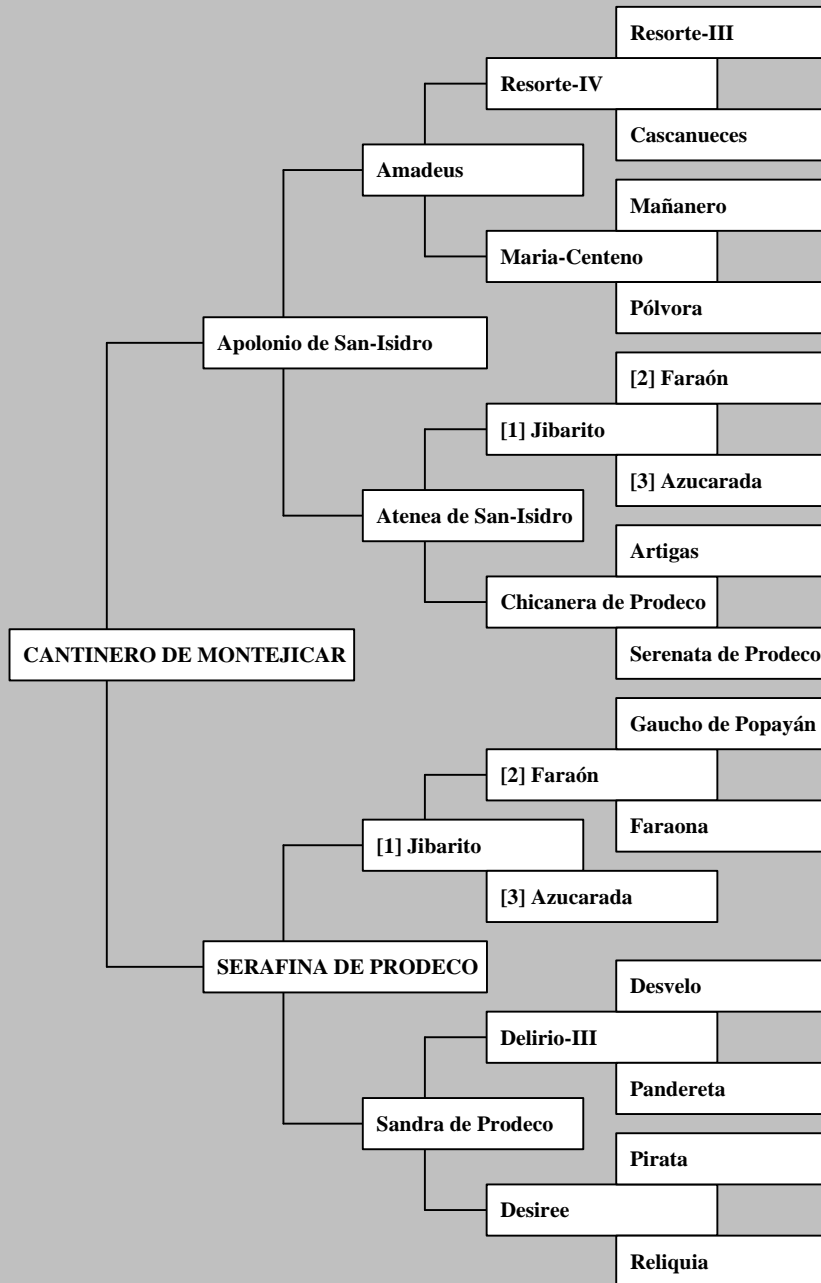 Resorte-III
Resorte-IV
Cascanueces
Amadeus
Mañanero
Maria-Centeno
Pólvora
Apolonio de San-Isidro
[2] Faraón
[1] Jibarito
[3] Azucarada
Atenea de San-Isidro
Artigas
Chicanera de Prodeco
Serenata de Prodeco
CANTINERO DE MONTEJICAR
Gaucho de Popayán
[2] Faraón
Faraona
[1] Jibarito
[3] Azucarada
SERAFINA DE PRODECO
Desvelo
Delirio-III
Pandereta
Sandra de Prodeco
Pirata
Desiree
Reliquia